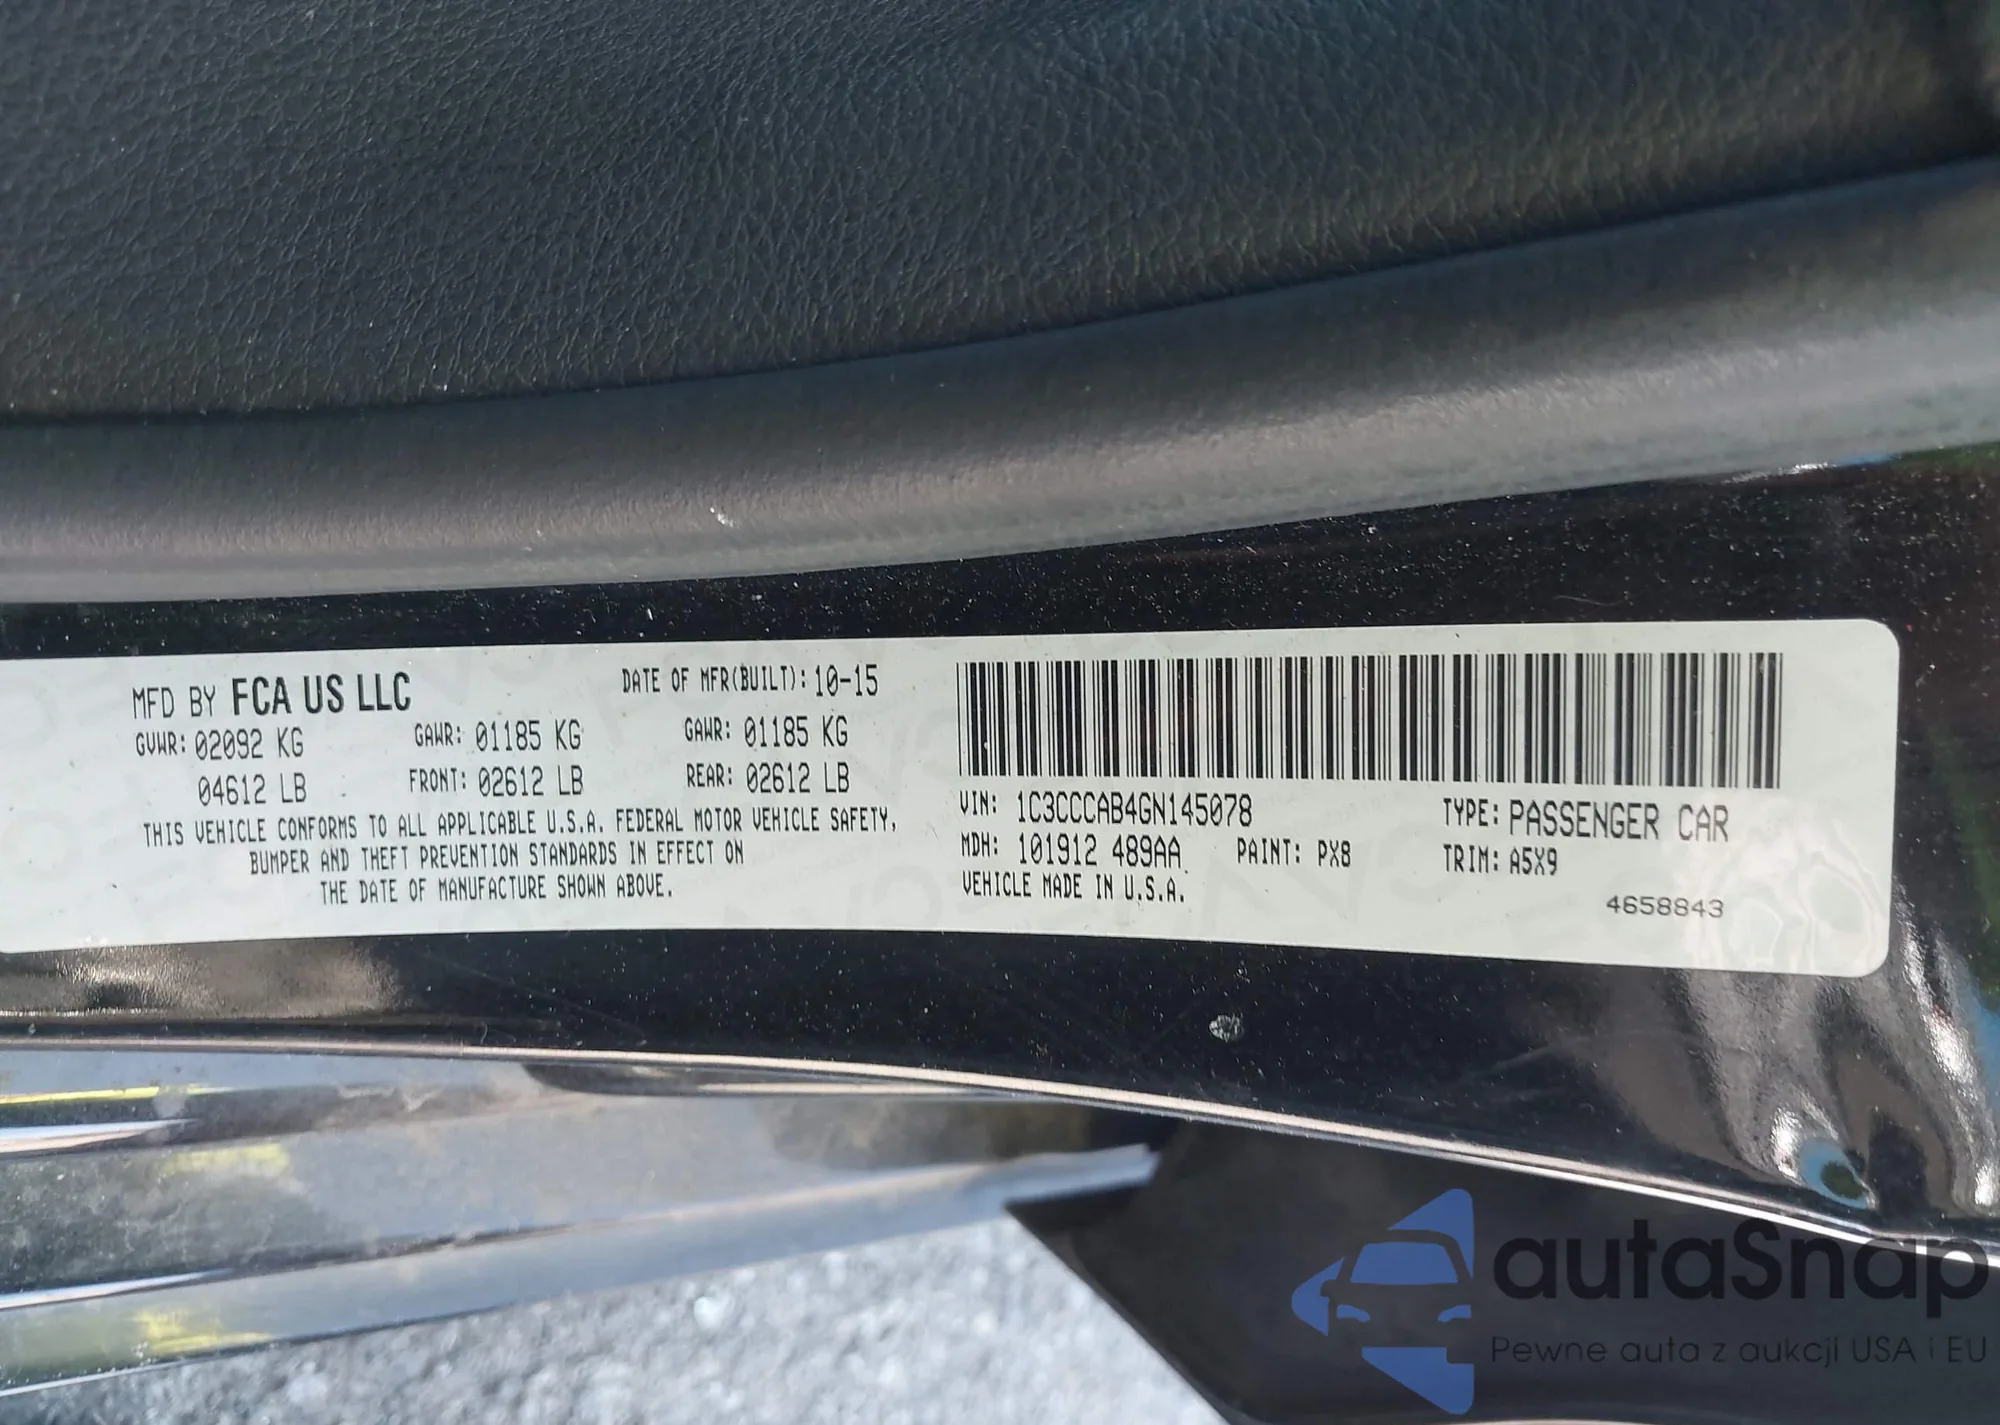 MFD BY FCA US LLC
DATE OF MFR(BUILT): 10-15
GVWR: 02092 KG
04612 LB
GAWR: 01185 KG
FRONT: 02612 LB
GAWR: 01185 KG
REAR: 02612 LB
THIS VEHICLE CONFORMS TO ALL APPLICABLE U.S.A. FEDERAL MOTOR VEHICLE SAFETY,
BUMPER AND THEFT PREVENTION STANDARDS IN EFFECT ON
THE DATE OF MANUFACTURE SHOWN ABOVE.
VIN: 1C3CCCAB4GN145078
TYPE: PASSENGER CAR
MDH: 101912 489AA
PAINT: PX8
TRIM: A5X9
VEHICLE MADE IN U.S.A.
4658843
autaSnap
Pewne auta z aukcji USA i EU